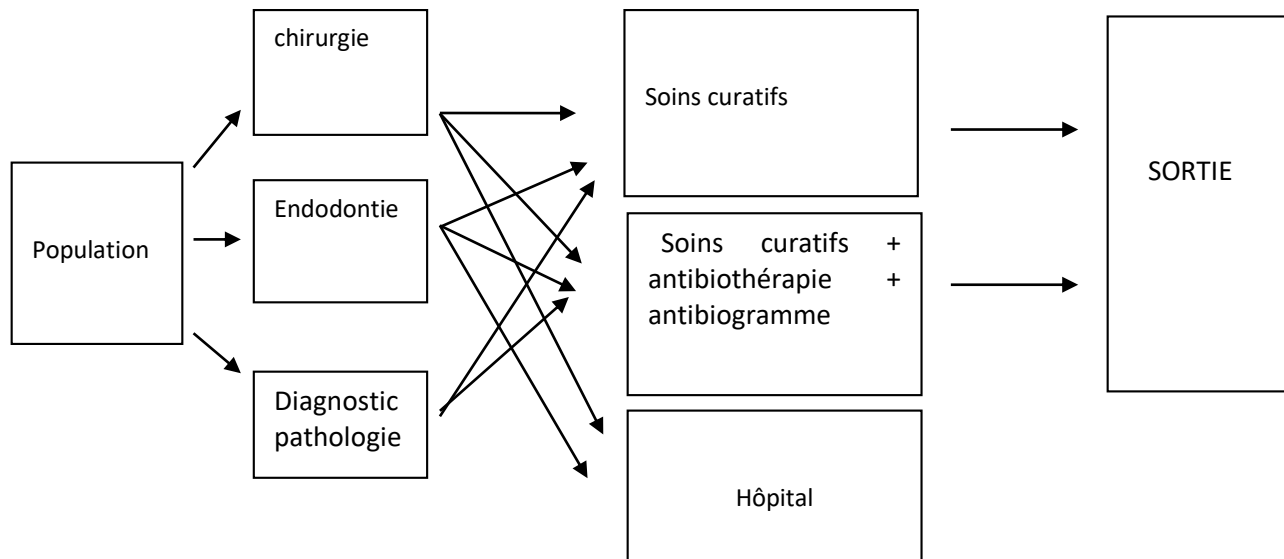 chirurgie
Soins curatifs
SORTIE
Population
Endodontie
Soins curatifs +
antibiothérapie +
antibiogramme
Diagnostic
pathologie
Hôpital